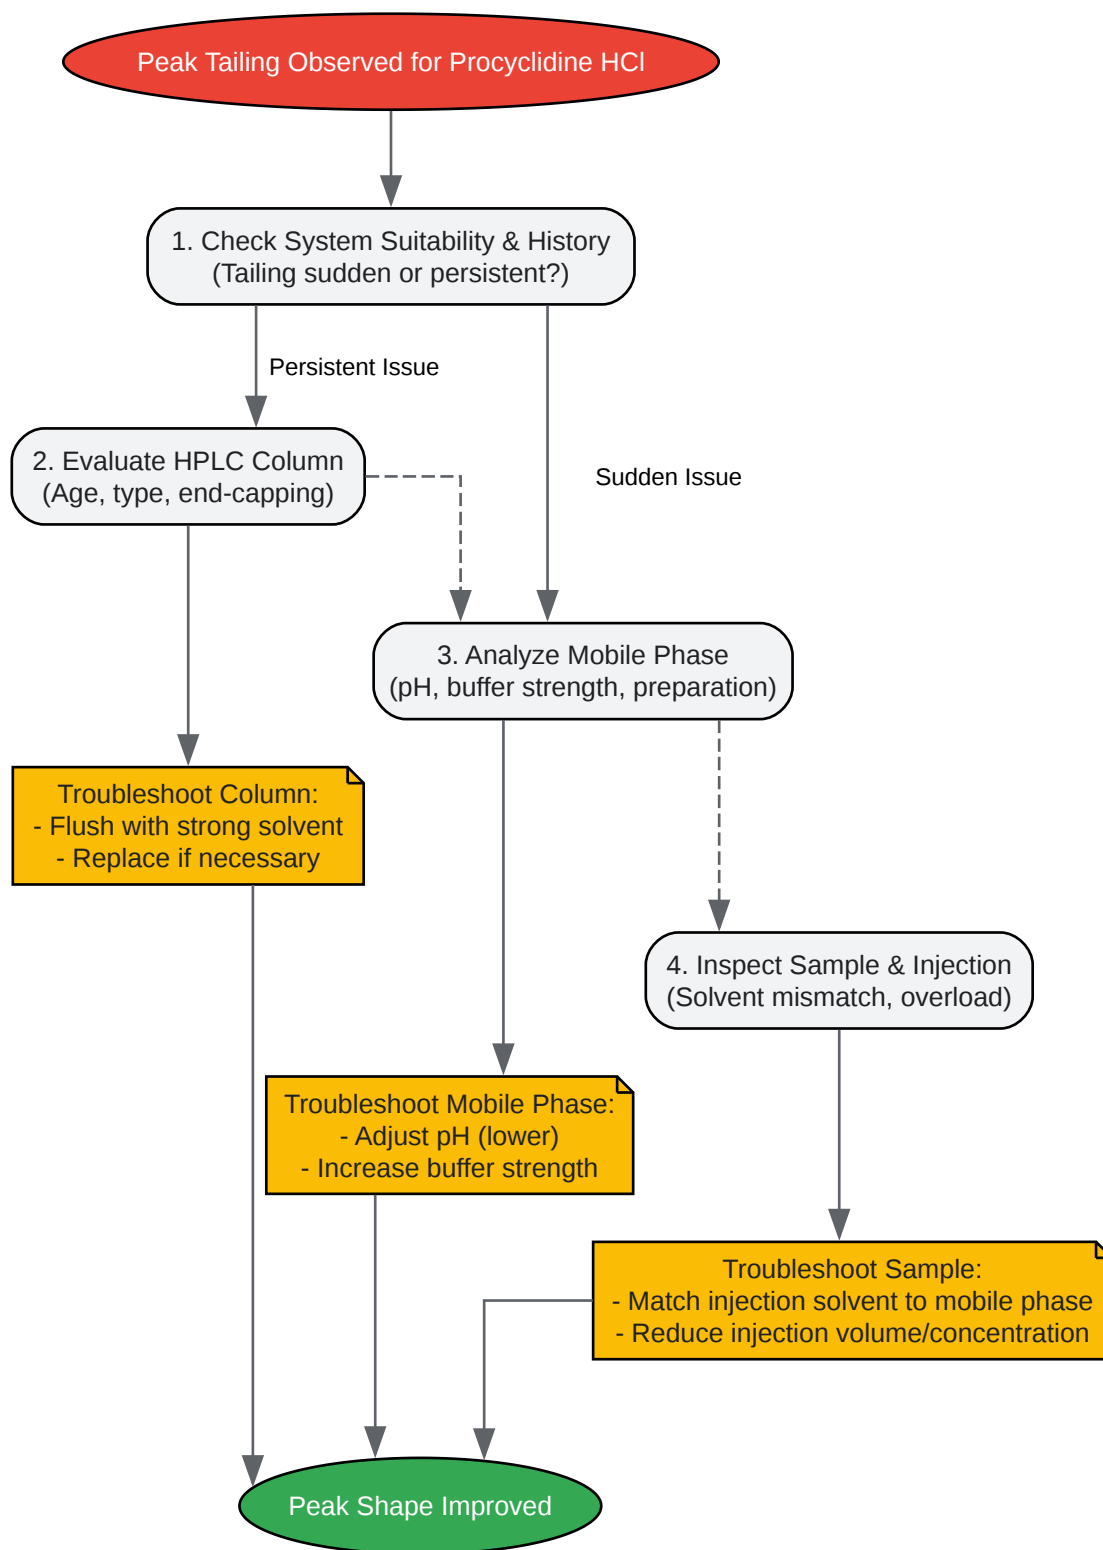 Peak Tailing Observed for Procyclidine HCl
1. Check System Suitability & History
(Tailing sudden or persistent?)
Persistent Issue
2. Evaluate HPLC Column
(Age, type, end-capping)
Sudden Issue
3. Analyze Mobile Phase
(pH, buffer strength, preparation)
Troubleshoot Column:
- Flush with strong solvent
- Replace if necessary
4. Inspect Sample & Injection
(Solvent mismatch, overload)
Troubleshoot Mobile Phase:
- Adjust pH (lower)
- Increase buffer strength
Troubleshoot Sample:
- Match injection solvent to mobile phase
- Reduce injection volume/concentration
Peak Shape Improved